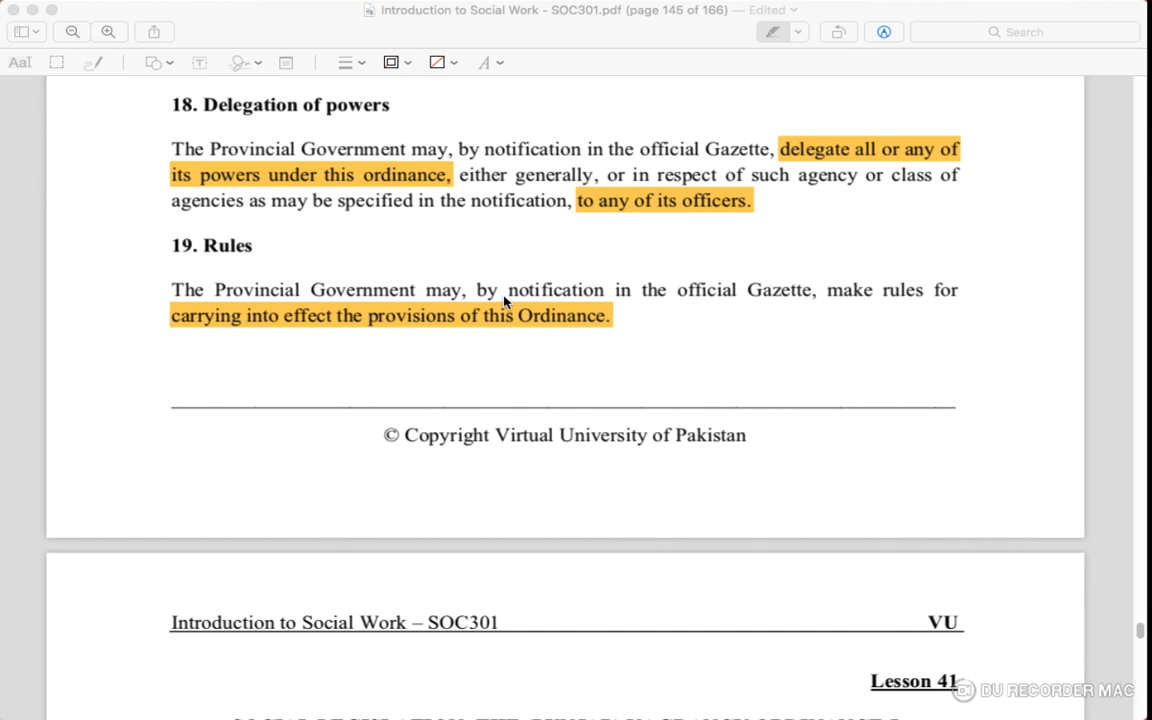 Introduction to Social Work - SOC301.pdf (page 145 of 166) — Edited
Search
AaI
T
A
18. Delegation of powers
The Provincial Government may, by notification in the official Gazette, delegate all or any of
its powers under this ordinance, either generally, or in respect of such agency or class of
agencies as may be specified in the notification, to any of its officers.
19. Rules
The Provincial Government may, by notification in the official Gazette, make rules for
carrying into effect the provisions of this Ordinance.
© Copyright Virtual University of Pakistan
Introduction to Social Work – SOC301 VU
Lesson 41
DU RECORDER MAC